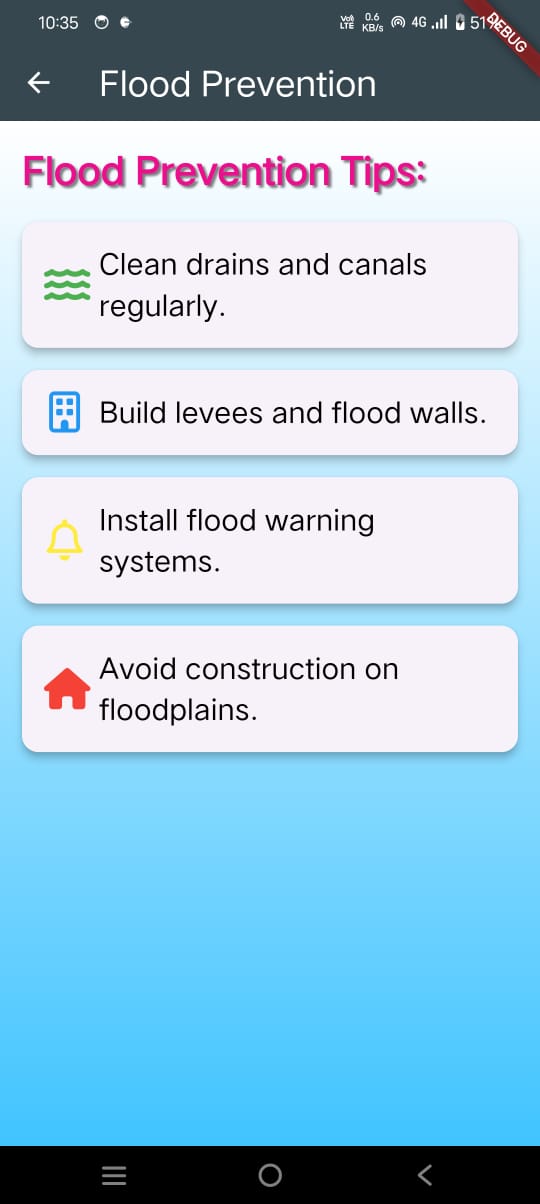 10:35 VoD LTE 0.6 KB/s 4G 51%
DEBUG
Flood Prevention
Flood Prevention Tips:
Clean drains and canals
regularly.
Build levees and flood walls.
Install flood warning
systems.
Avoid construction on
floodplains.